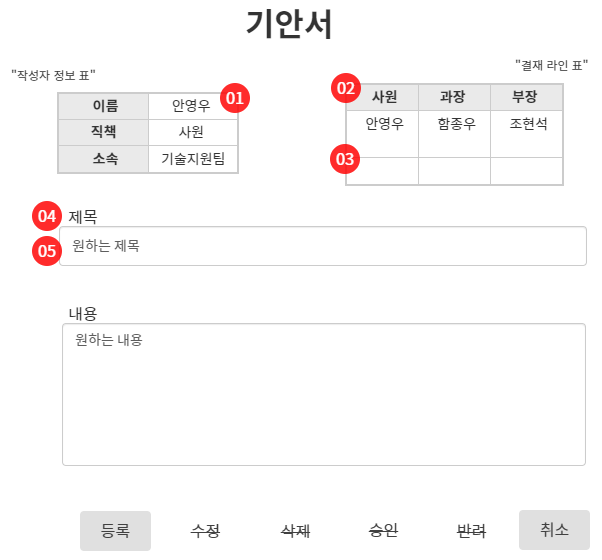 기안서
"작성자 정보 표"
"결재 라인 표"
이름 안영우 01
직책 사원
소속 기술지원팀
02 사원 과장 부장
안영우 함종우 조현석
03
04 제목
05 원하는 제목
내용
원하는 내용
등록 수정 삭제 승인 반려 취소